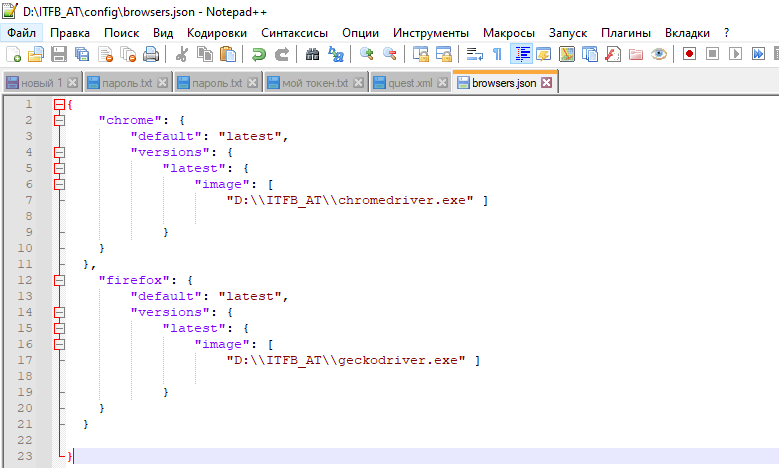 D:\ITFB_AT\config\browsers.json - Notepad++
Файл Правка Поиск Вид Кодировки Синтаксисы Опции Инструменты Макросы Запуск Плагины Вкладки ?
новый 1 пароль.txt пароль.txt мой токен.txt quest.xml browsers.json
1 {
2 "chrome": {
3 "default": "latest",
4 "versions": {
5 "latest": {
6 "image": [
7 "D:\\ITFB_AT\\chromedriver.exe" ]
8
9 }
10 }
11 },
12 "firefox": {
13 "default": "latest",
14 "versions": {
15 "latest": {
16 "image": [
17 "D:\\ITFB_AT\\geckodriver.exe" ]
18
19 }
20 }
21 }
22
23 }